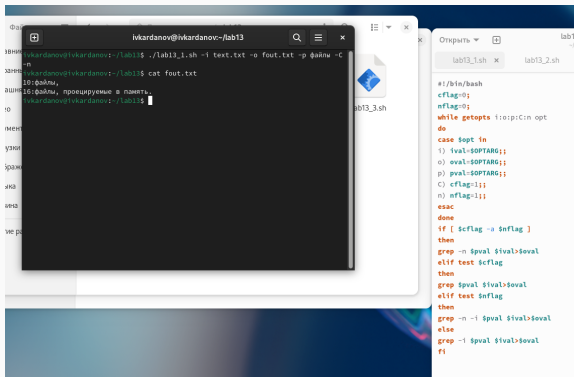 Фай
ivkardanov@ivkardanov:~/lab13
ivkardanov@ivkardanov:~/lab13$ ./lab13_1.sh -i text.txt -o fout.txt -p файлы -C
-n
ivkardanov@ivkardanov:~/lab13$ cat fout.txt
10:файлы,
16:файлы, проецируемые в память.
ivkardanov@ivkardanov:~/lab13$
ab13_3.sh
Открыть
lab1
lab13_1.sh
lab13_2.sh
#!/bin/bash
cflag=0;
nflag=0;
while getopts i:o:p:C:n opt
do
case $opt in
i) ival=$OPTARG;;
o) oval=$OPTARG;;
p) pval=$OPTARG;;
C) cflag=1;;
n) nflag=1;;
esac
done
if [ $cflag -a $nflag ]
then
grep -n $pval $ival>$oval
elif test $cflag
then
grep $pval $ival>$oval
elif test $nflag
then
grep -n -i $pval $ival>$oval
else
grep -i $pval $ival>$oval
fi